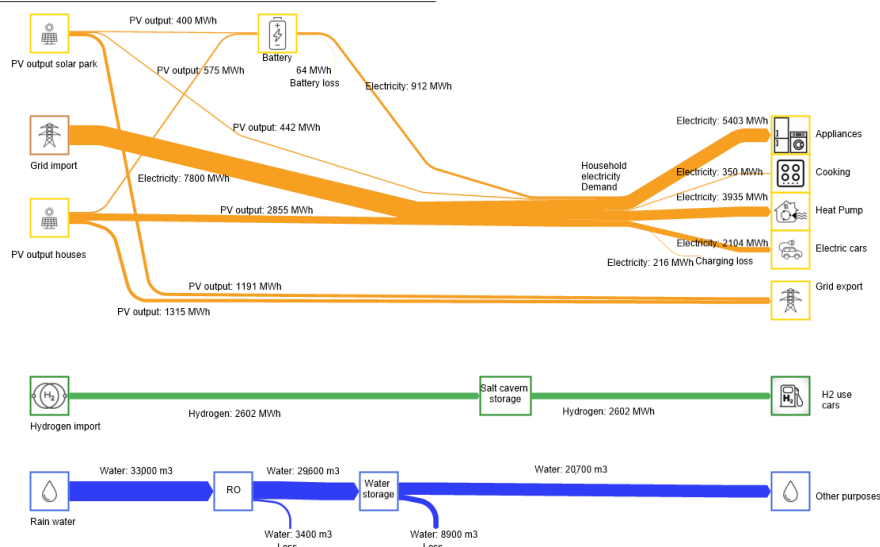 PV output: 400 MWh
PV output solar park
Battery
PV output: 575 MWh
64 MWh
Battery loss
Electricity: 912 MWh
PV output: 442 MWh
Grid import
Electricity: 7800 MWh
Household
electricity
Demand
Electricity: 5403 MWh
Appliances
Electricity: 350 MWh
Cooking
Electricity: 3935 MWh
Heat Pump
PV output: 2855 MWh
PV output houses
Electricity: 2104 MWh
Electric cars
Electricity: 216 MWh
Charging loss
PV output: 1191 MWh
Grid export
PV output: 1315 MWh
H2
Hydrogen import
Hydrogen: 2602 MWh
Salt cavern
storage
Hydrogen: 2602 MWh
H2
H2 use
cars
Water: 33000 m3
RO
Water: 29600 m3
Water
storage
Water: 20700 m3
Other purposes
Rain water
Water: 3400 m3
Loss
Water: 8900 m3
Loss